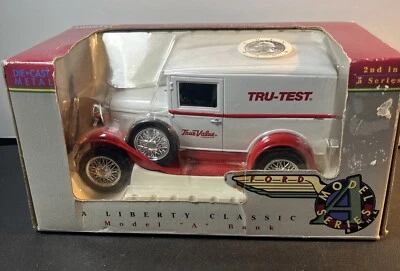 DIE-CAST
METAL
2nd in
a Series
TRU-TEST®
True Value
FORD
MODEL
A
SERIES
A LIBERTY CLASSIC
Model "A" Bank